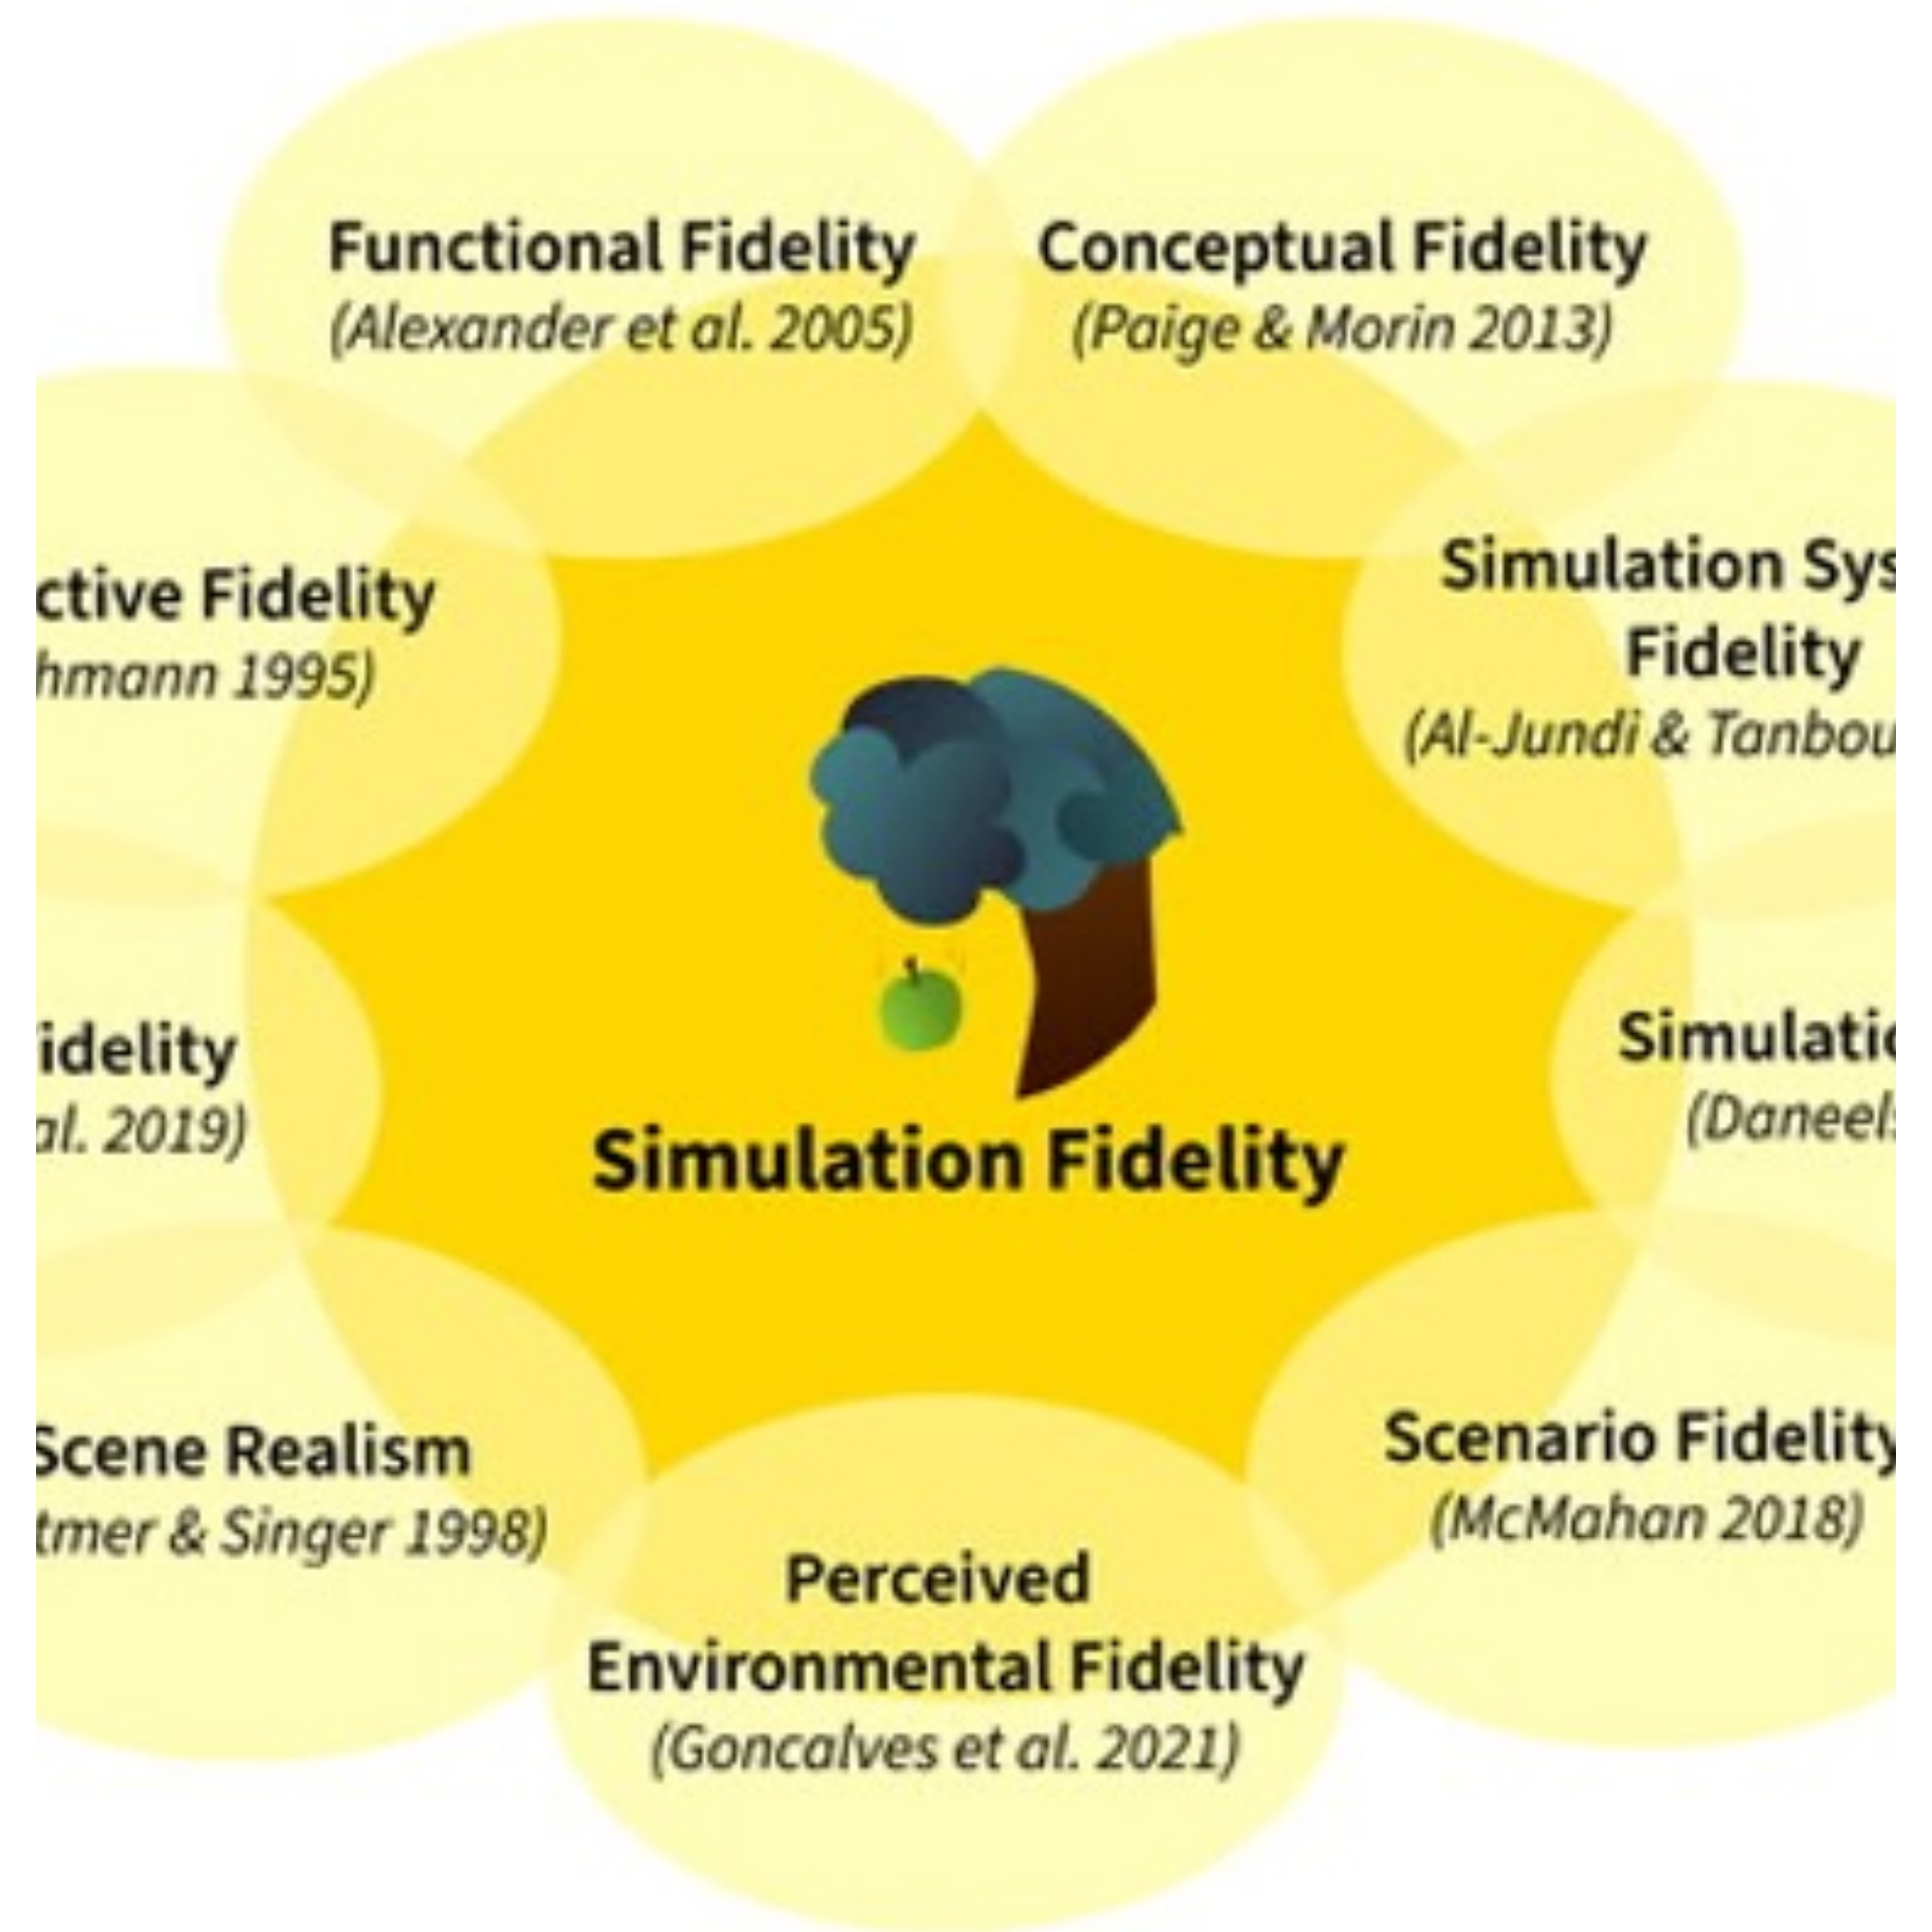 Functional Fidelity
(Alexander et al. 2005)
Conceptual Fidelity
(Paige & Morin 2013)
ctive Fidelity
hmann 1995)
Simulation Sys
Fidelity
(Al-Jundi & Tanbou
idelity
al. 2019)
Simulatio
(Daneels
Simulation Fidelity
Scene Realism
tmer & Singer 1998)
Scenario Fidelity
(McMahan 2018)
Perceived
Environmental Fidelity
(Goncalves et al. 2021)